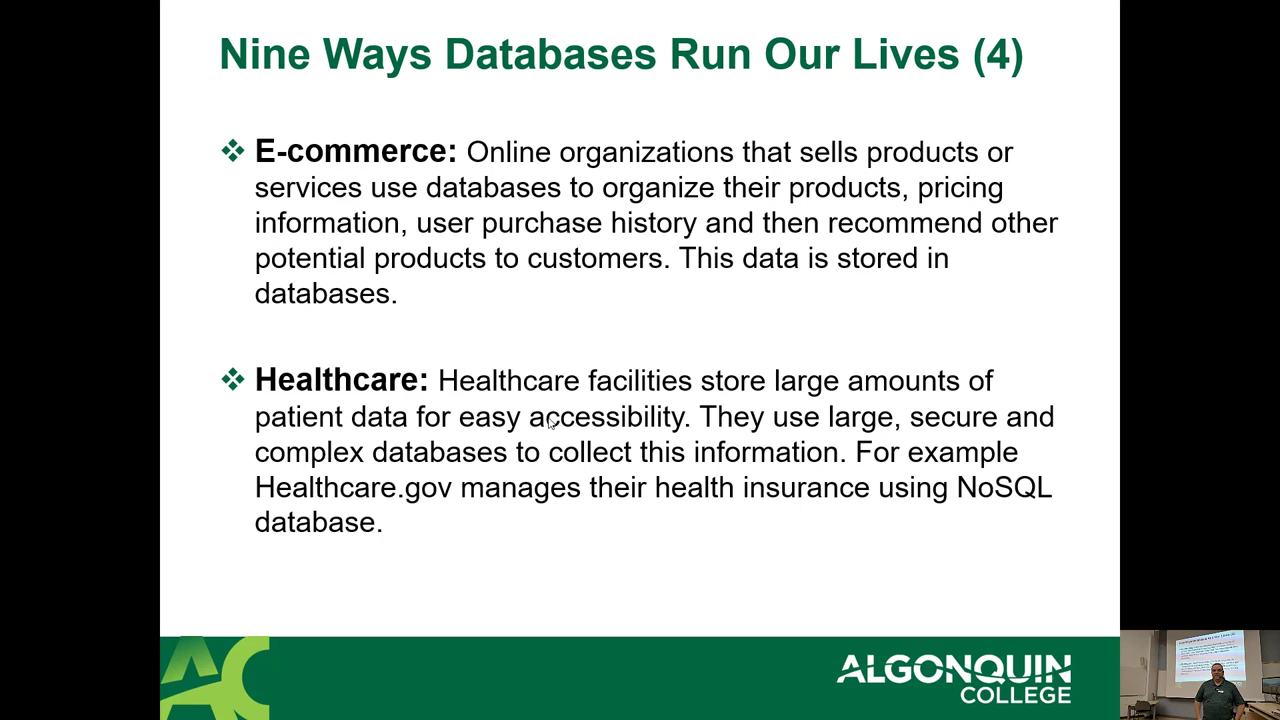 Nine Ways Databases Run Our Lives (4)
E-commerce: Online organizations that sells products or
services use databases to organize their products, pricing
information, user purchase history and then recommend other
potential products to customers. This data is stored in
databases.
Healthcare: Healthcare facilities store large amounts of
patient data for easy accessibility. They use large, secure and
complex databases to collect this information. For example
Healthcare.gov manages their health insurance using NoSQL
database.
AC
ALGONQUIN
COLLEGE